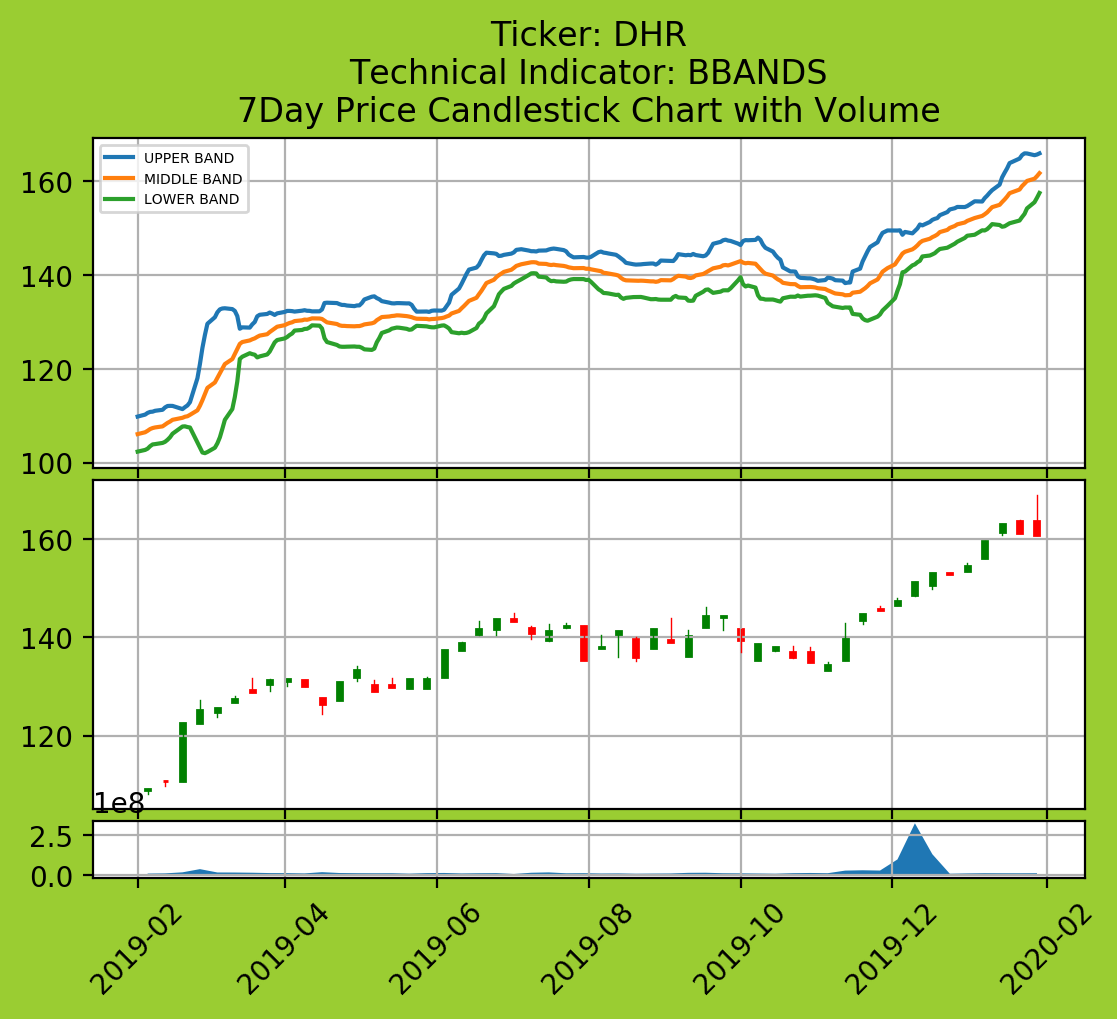 Ticker: DHR
Technical Indicator: BBANDS
7Day Price Candlestick Chart with Volume
UPPER BAND
MIDDLE BAND
LOWER BAND
160
140
120
100
160
140
120
1e8
2.5
0.0
2019-02
2019-04
2019-06
2019-08
2019-10
2019-12
2020-02